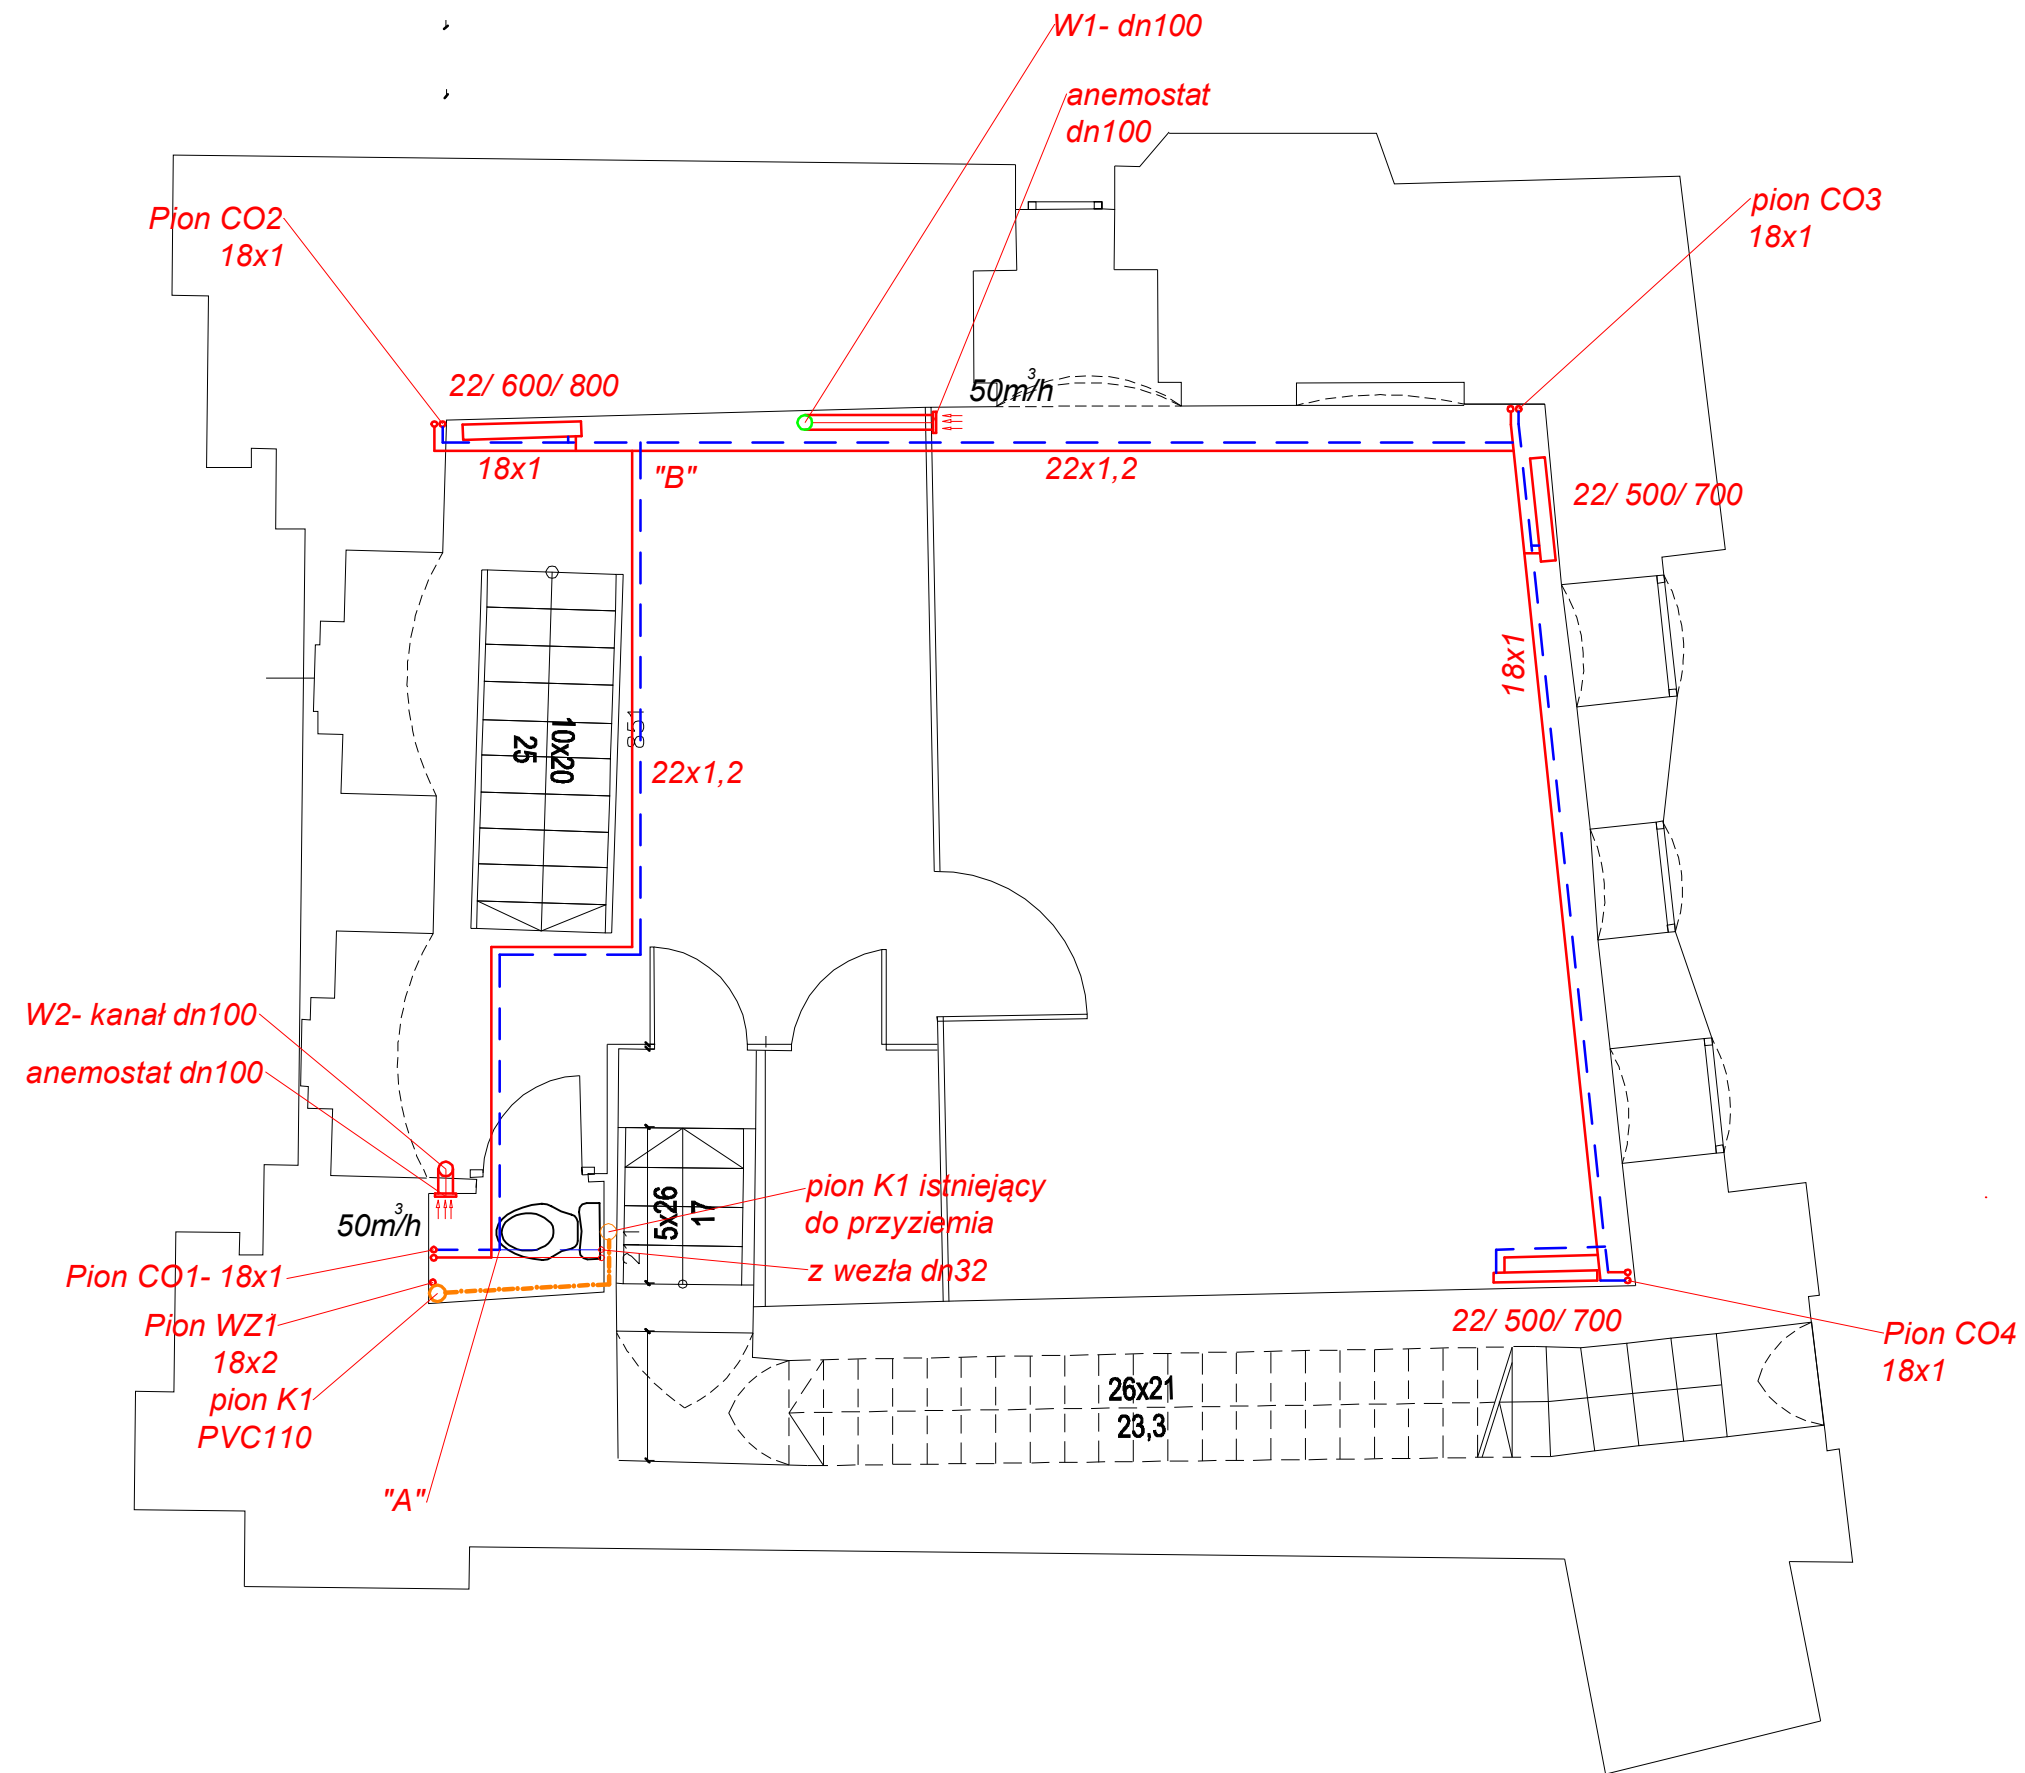 W1- dn100
anemostat
dn100
Pion CO2
18x1
pion CO3
18x1
22/ 600/ 800
50m³/h
18x1
"B"
22x1,2
22/ 500/ 700
18x1
10x20
25
851
22x1,2
W2- kanał dn100
anemostat dn100
50m³/h
5x26
17
pion K1 istniejący
do przyziemia
z wezła dn32
Pion CO1- 18x1
Pion WZ1
18x2
pion K1
PVC110
"A"
22/ 500/ 700
Pion CO4
18x1
26x21
23,3